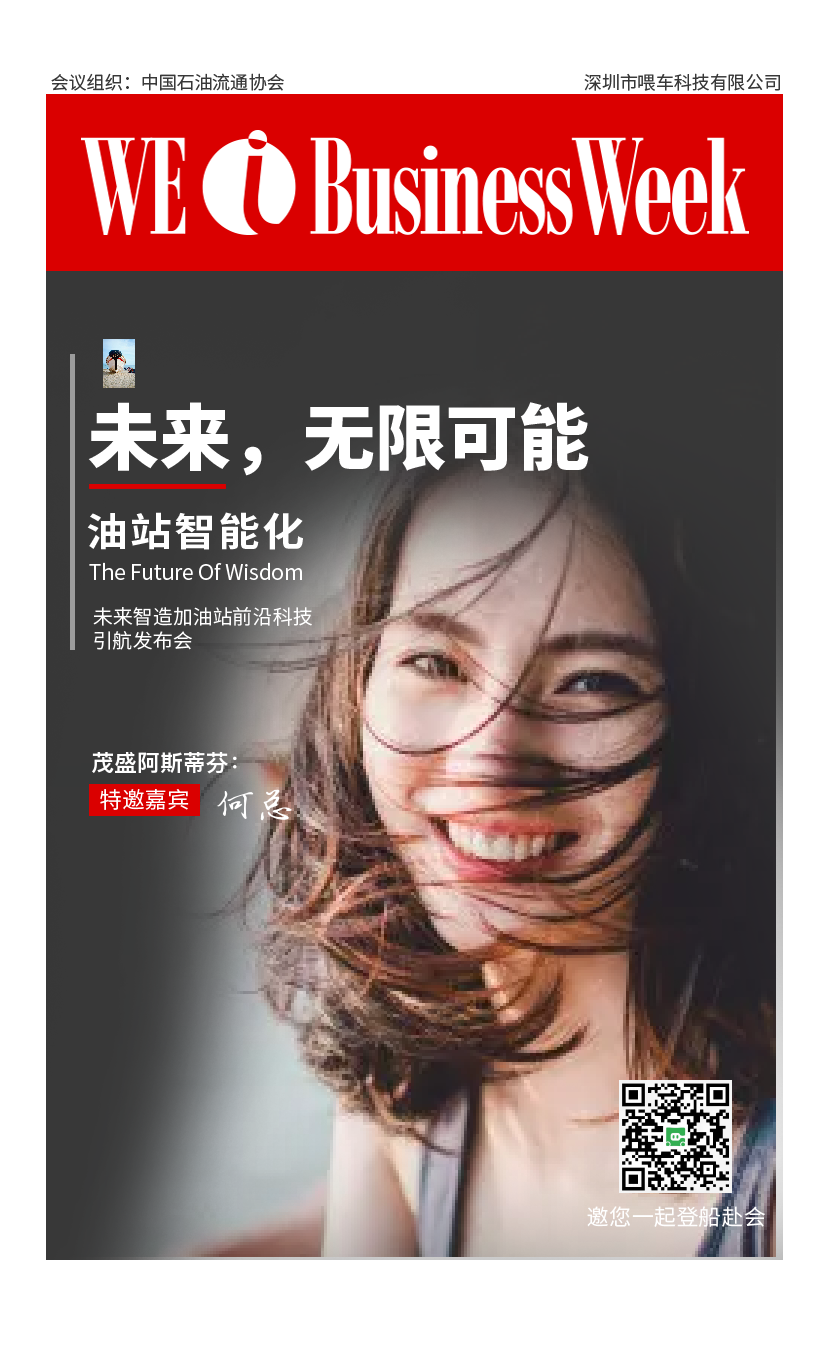 会议组织：中国石油流通协会
深圳市喂车科技有限公司
WE i BusinessWeek
未来，无限可能
油站智能化
The Future Of Wisdom
未来智造加油站前沿科技
引航发布会
茂盛阿斯蒂芬：
特邀嘉宾
何总
邀您一起登船赴会